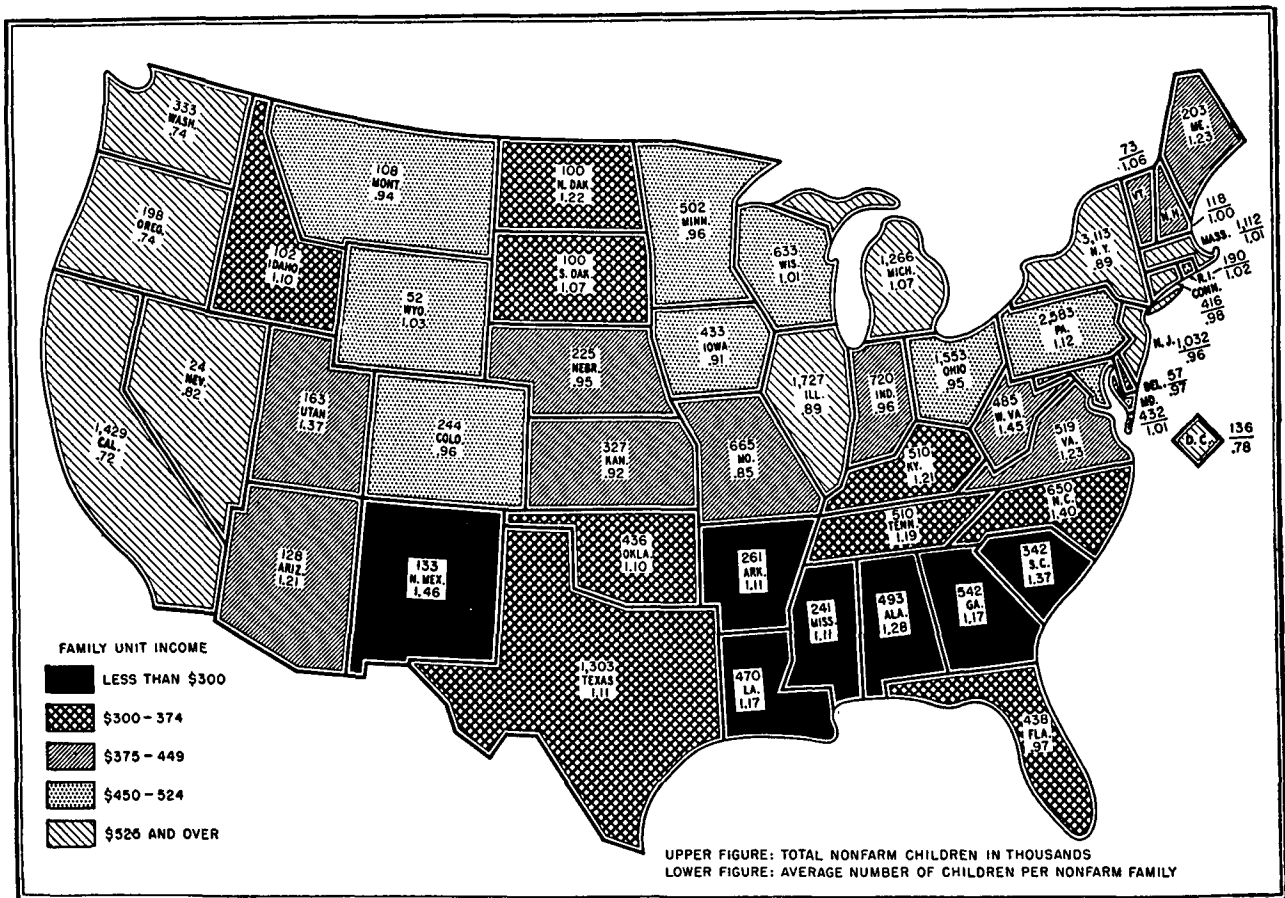 333
WASH.
.74
198
OREG.
.74
1,429
CAL.
.72
24
NEV.
.82
102
IDAHO
1.10
108
MONT.
.94
52
WYO.
1.03
163
UTAH
1.37
244
COLO.
.96
128
ARIZ.
1.21
133
N. MEX.
1.46
100
N. DAK.
1.22
100
S. DAK.
1.07
225
NEBR.
.95
327
KAN.
.92
436
OKLA.
1.10
1,303
TEXAS
1.11
502
MINN.
.96
433
IOWA
.91
665
MO.
.85
261
ARK.
1.11
470
LA.
1.17
633
WIS.
1.01
1,727
ILL.
.89
1,266
MICH.
1.07
720
IND.
.96
1,553
OHIO
.95
510
KY.
1.21
510
TENN.
1.19
241
MISS.
1.11
493
ALA.
1.28
542
GA.
1.17
438
FLA.
.97
342
S.C.
1.37
650
N.C.
1.40
519
VA.
1.23
485
W. VA.
1.45
2,583
PA.
1.12
3,113
N.Y.
.89
203
ME.
1.23
73
1.06
VT.
N.H.
118
1.00
MASS. 1,112
1.01
R.I. 190
1.02
CONN.
416
.98
N.J. 1,032
.96
DEL. 57
.97
MD.
432
1.01
D.C.
136
.78
FAMILY UNIT INCOME
LESS THAN $300
$300-374
$375-449
$450-524
$525 AND OVER
UPPER FIGURE: TOTAL NONFARM CHILDREN IN THOUSANDS
LOWER FIGURE: AVERAGE NUMBER OF CHILDREN PER NONFARM FAMILY